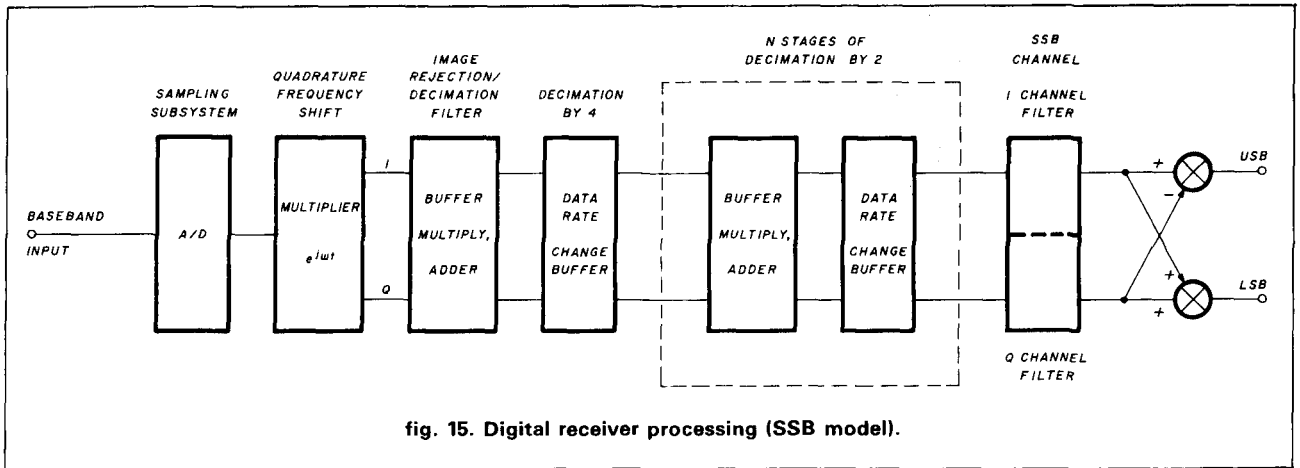 N STAGES OF
DECIMATION BY 2
SSB
CHANNEL
IMAGE
REJECTION/
DECIMATION
FILTER
QUADRATURE
FREQUENCY
SHIFT
SAMPLING
SUBSYSTEM
DECIMATION
BY 4
I CHANNEL
FILTER
BASEBAND
INPUT
A/D
MULTIPLIER
e^jωt
I
Q
BUFFER
MULTIPLY,
ADDER
DATA
RATE
CHANGE
BUFFER
BUFFER
MULTIPLY,
ADDER
DATA
RATE
CHANGE
BUFFER
+
-
USB
+
+
LSB
Q CHANNEL
FILTER
fig. 15. Digital receiver processing (SSB model).